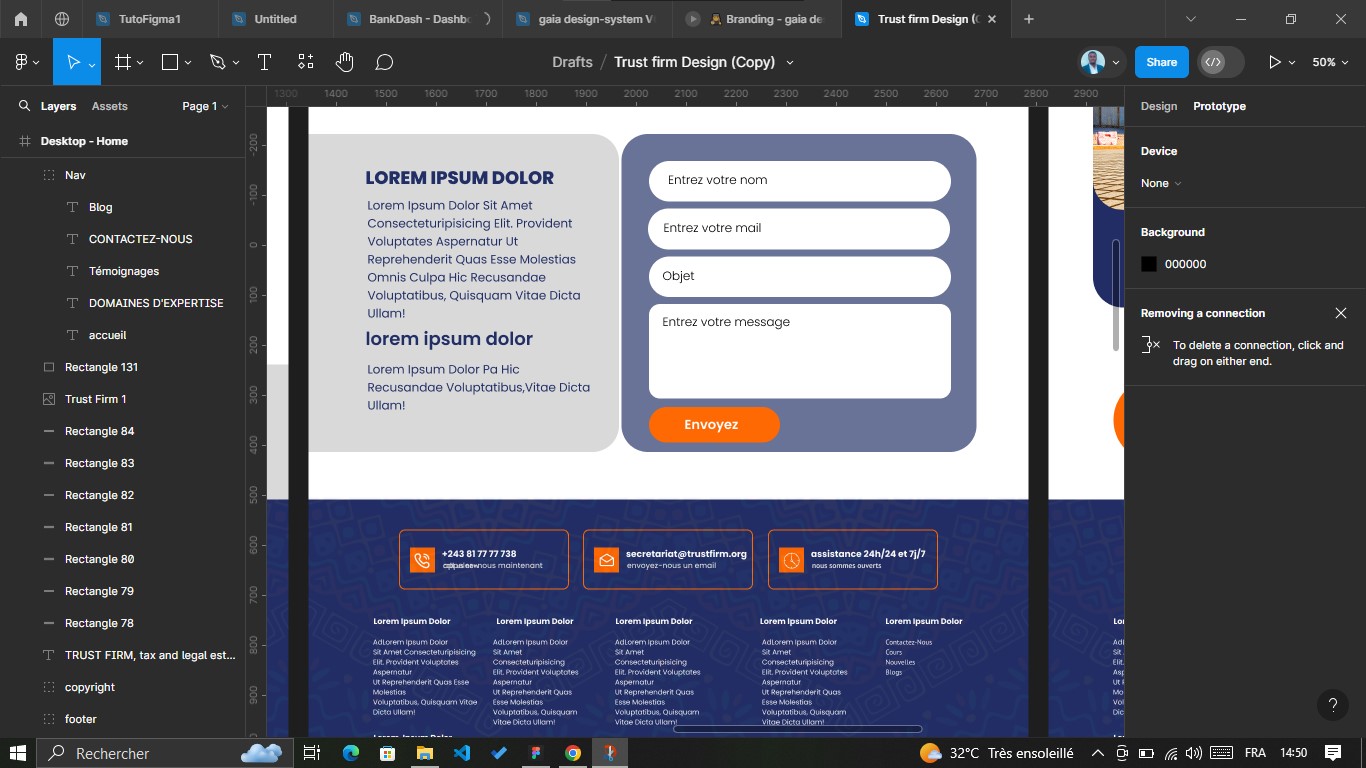 TutoFigma1
Untitled
BankDash - Dashb
gaia design-system V
Branding - gaia de
Trust firm Design (
Drafts / Trust firm Design (Copy)
Share
50%
Layers
Assets
Page 1
1300 1400 1500 1600 1700 1800 1900 2000 2100 2200 2300 2400 2500 2600 2700 2800 2900
Design
Prototype
Desktop - Home
Nav
Blog
CONTACTEZ-NOUS
Témoignages
DOMAINES D'EXPERTISE
accueil
Rectangle 131
Trust Firm 1
Rectangle 84
Rectangle 83
Rectangle 82
Rectangle 81
Rectangle 80
Rectangle 79
Rectangle 78
TRUST FIRM, tax and legal est...
copyright
footer
-200
-100
0
100
200
300
400
500
600
700
800
900
LOREM IPSUM DOLOR
Lorem Ipsum Dolor Sit Amet
Consecteturipisicing Elit. Provident
Voluptates Aspernatur Ut
Reprehenderit Quas Esse Molestias
Omnis Culpa Hic Recusandae
Voluptatibus, Quisquam Vitae Dicta
Ullam!
lorem ipsum dolor
Lorem Ipsum Dolor Pa Hic
Recusandae Voluptatibus,Vitae Dicta
Ullam!
Entrez votre nom
Entrez votre mail
Objet
Entrez votre message
Envoyez
+243 81 77 77 738
nous maintenant
secretariat@trustfirm.org
envoyez-nous un email
assistance 24h/24 et 7j/7
nous sommes ouverts
Lorem Ipsum Dolor
AdLorem Ipsum Dolor
Sit Amet Consecteturipisicing
Elit. Provident Voluptates
Aspernatur
Ut Reprehenderit Quas Esse
Molestias
Voluptatibus, Quisquam Vitae
Dicta Ullam!
Lorem Ipsum Dolor
Lorem Ipsum Dolor
AdLorem Ipsum Dolor
Sit Amet
Consecteturipisicing
Elit. Provident Voluptates
Aspernatur
Ut Reprehenderit Quas
Esse Molestias
Voluptatibus, Quisquam
Vitae Dicta Ullam!
Lorem Ipsum Dolor
AdLorem Ipsum Dolor
Sit Amet
Consecteturipisicing
Elit. Provident Voluptates
Aspernatur
Ut Reprehenderit Quas
Esse Molestias
Voluptatibus, Quisquam
Vitae Dicta Ullam!
Lorem Ipsum Dolor
AdLorem Ipsum Dolor
Sit Amet
Consecteturipisicing
Elit. Provident Voluptates
Aspernatur
Ut Reprehenderit Quas
Esse Molestias
Voluptatibus, Quisquam
Vitae Dicta Ullam!
Lorem Ipsum Dolor
Contactez-Nous
Cours
Nouvelles
Blogs
Device
None
Background
000000
Removing a connection
To delete a connection, click and
drag on either end.
?
Rechercher
32°C Très ensoleillé
FRA
14:50